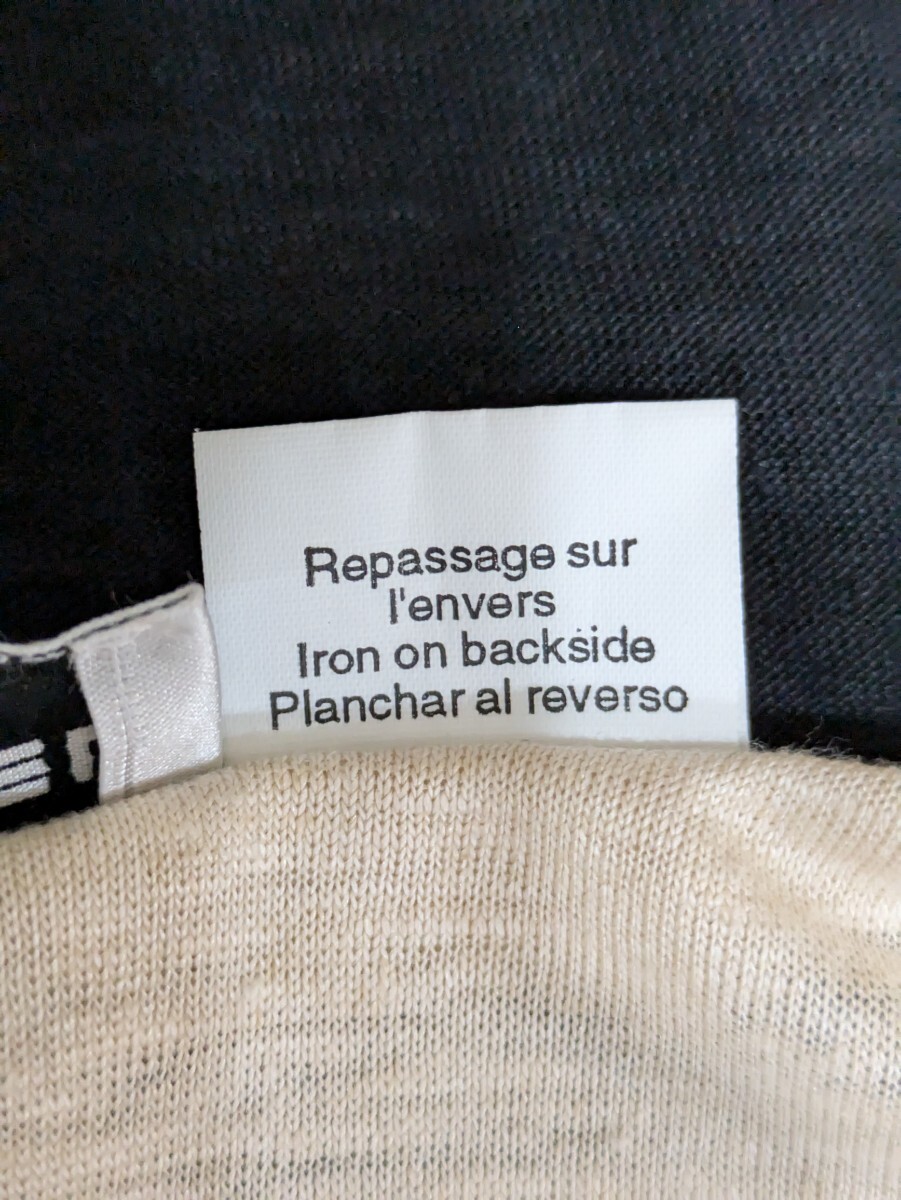 Repassage sur
l'envers
Iron on backside
Planchar al reverso